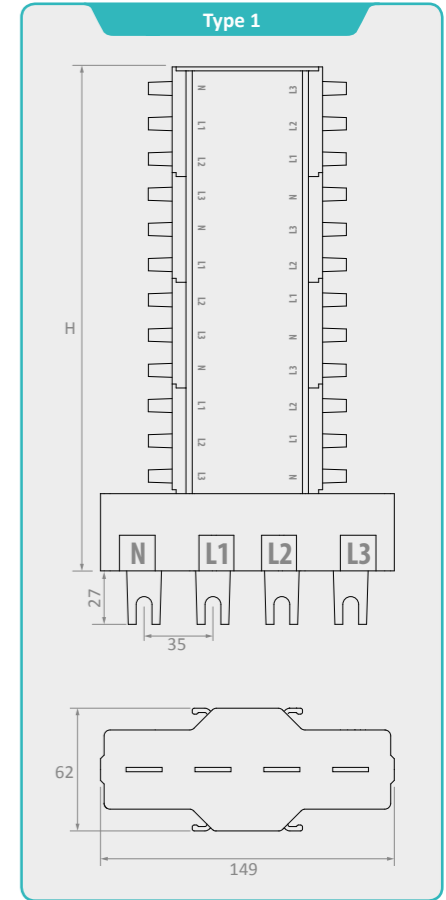 Type 1
N L3
L1 L2
L2 L1
L3 N
N L3
L1 L2
L2 L1
L3 N
N L3
L1 L2
L2 L1
L3 N
H
N L1 L2 L3
27
35
62
149